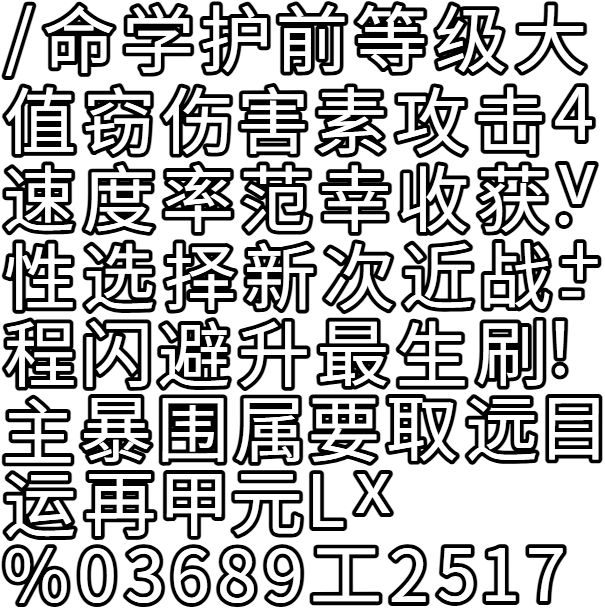 /命学护前等级大
值窃伤害素攻击4
速度率范幸收获.v
性选择新次近战±
程闪避升最生刷!
主暴围属要取远目
运再甲元Lx
%03689工2517